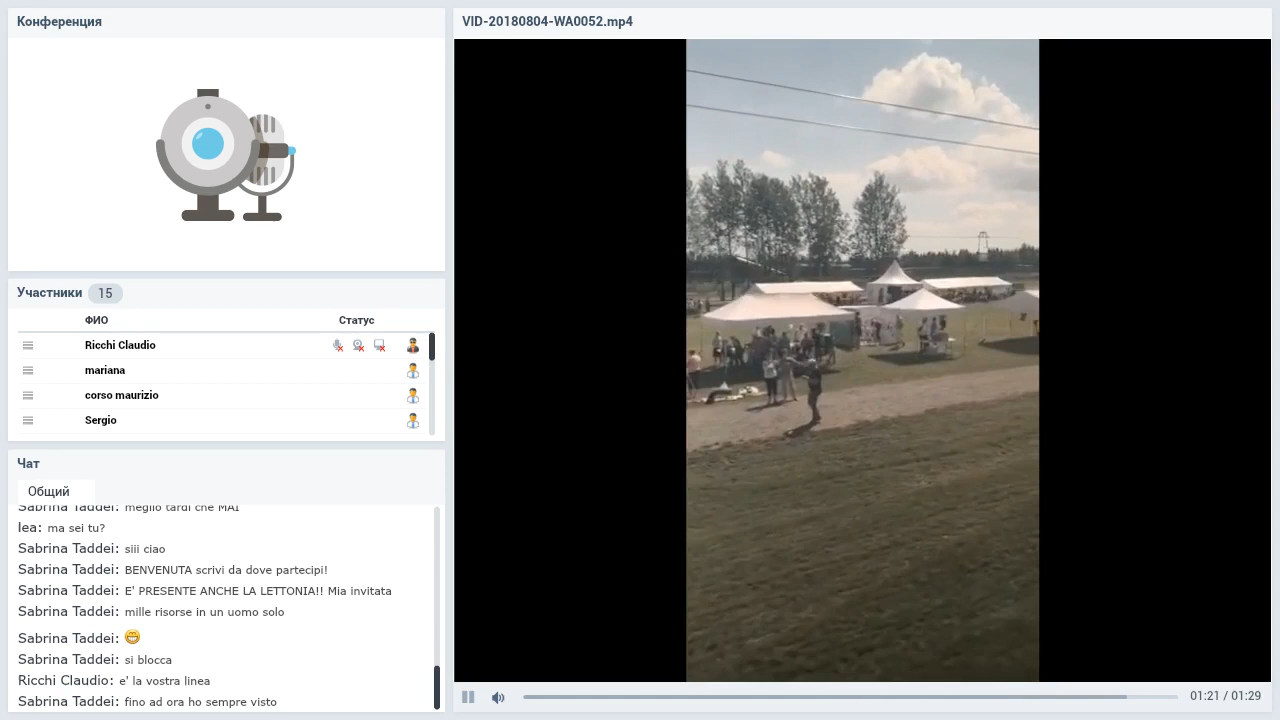 Конференция
VID-20180804-WA0052.mp4
Участники 15
ФИО Статус
Ricchi Claudio
mariana
corso maurizio
Sergio
Чат
Общий
Sabrina Taddei: meglio tardi che MAI
lea: ma sei tu?
Sabrina Taddei: siii ciao
Sabrina Taddei: BENVENUTA scrivi da dove partecipi!
Sabrina Taddei: E' PRESENTE ANCHE LA LETTONIA!! Mia invitata
Sabrina Taddei: mille risorse in un uomo solo
Sabrina Taddei:
Sabrina Taddei: si blocca
Ricchi Claudio: e' la vostra linea
Sabrina Taddei: fino ad ora ho sempre visto
01:21 / 01:29